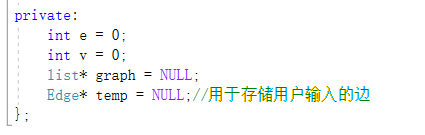 private:
    int e = 0;
    int v = 0;
    list* graph = NULL;
    Edge* temp = NULL;//用于存储用户输入的边
};